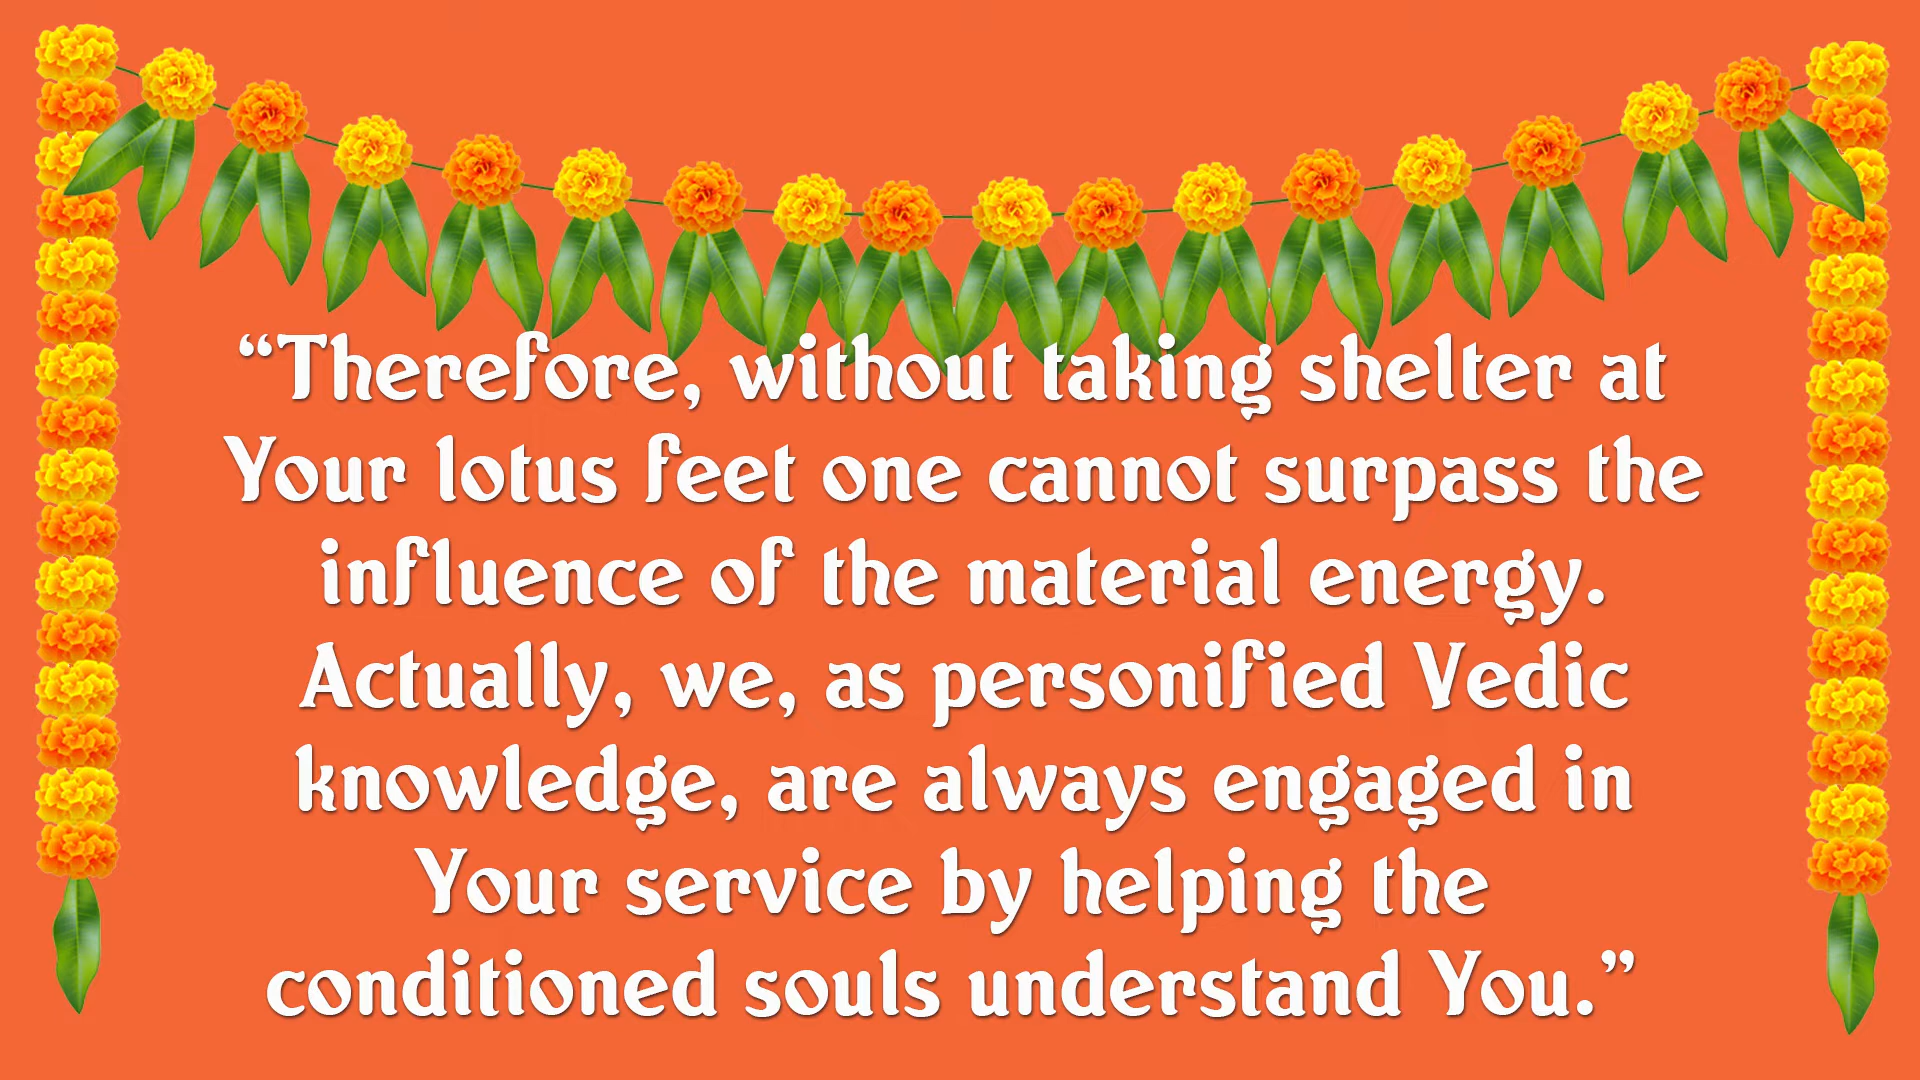 “Therefore, without taking shelter at
Your lotus feet one cannot surpass the
influence of the material energy.
Actually, we, as personified Vedic
knowledge, are always engaged in
Your service by helping the
conditioned souls understand You.”